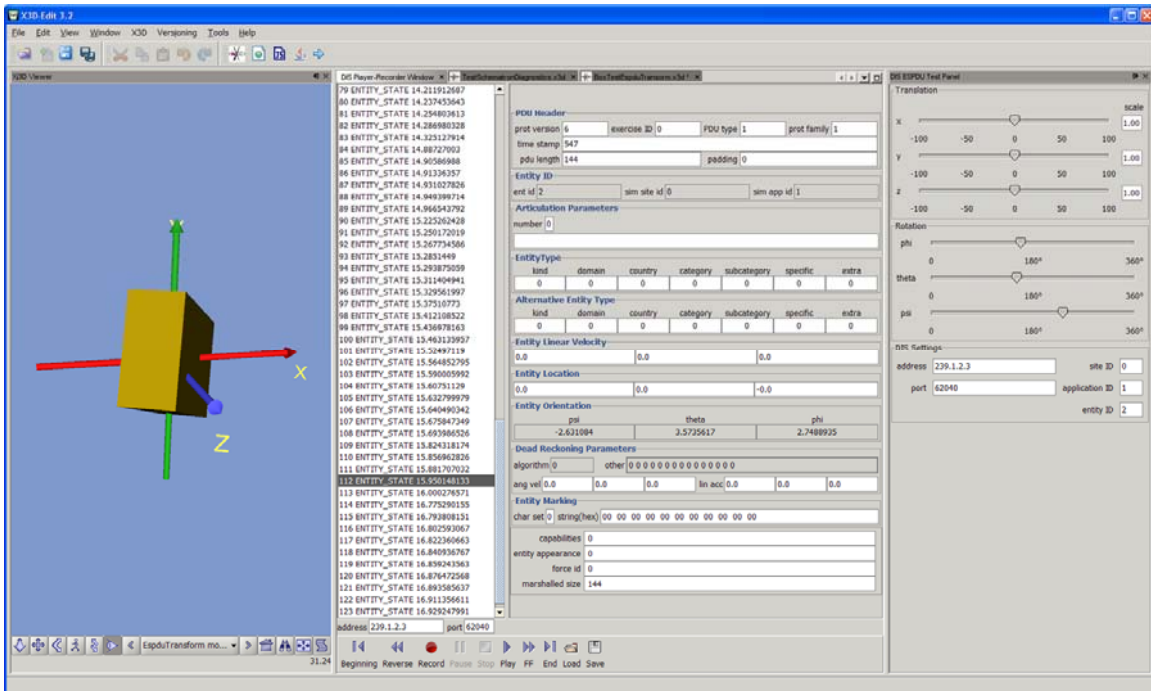 X3D-Edit 3.2
File Edit View Window X3D Versioning Tools Help
X3D Viewer
X
Z
EspduTransform mo...
31.24
DIS Player-Recorder Window TestSchematronDiagnostics.x3d BoxTestEspduTransform.x3d *
79 ENTITY_STATE 14.211912687
80 ENTITY_STATE 14.237453643
81 ENTITY_STATE 14.254803613
82 ENTITY_STATE 14.286980328
83 ENTITY_STATE 14.325127914
84 ENTITY_STATE 14.88727003
85 ENTITY_STATE 14.90586988
86 ENTITY_STATE 14.91336357
87 ENTITY_STATE 14.931027826
88 ENTITY_STATE 14.949399714
89 ENTITY_STATE 14.966543792
90 ENTITY_STATE 15.225262428
91 ENTITY_STATE 15.250172019
92 ENTITY_STATE 15.267734586
93 ENTITY_STATE 15.2851449
94 ENTITY_STATE 15.293875059
95 ENTITY_STATE 15.311404941
96 ENTITY_STATE 15.329561997
97 ENTITY_STATE 15.37510773
98 ENTITY_STATE 15.412108522
99 ENTITY_STATE 15.436978163
100 ENTITY_STATE 15.463135957
101 ENTITY_STATE 15.52497119
102 ENTITY_STATE 15.564852795
103 ENTITY_STATE 15.590005992
104 ENTITY_STATE 15.60751129
105 ENTITY_STATE 15.632799979
106 ENTITY_STATE 15.640490342
107 ENTITY_STATE 15.675847349
108 ENTITY_STATE 15.693986526
109 ENTITY_STATE 15.824318174
110 ENTITY_STATE 15.856962826
111 ENTITY_STATE 15.881707032
112 ENTITY_STATE 15.950148133
113 ENTITY_STATE 16.000276571
114 ENTITY_STATE 16.775290155
115 ENTITY_STATE 16.793808151
116 ENTITY_STATE 16.802593067
117 ENTITY_STATE 16.822360663
118 ENTITY_STATE 16.840936767
119 ENTITY_STATE 16.859243563
120 ENTITY_STATE 16.876472568
121 ENTITY_STATE 16.893585637
122 ENTITY_STATE 16.911356611
123 ENTITY_STATE 16.929247991
address 239.1.2.3 port 62040
Beginning Reverse Record Pause Stop Play FF End Load Save
PDU Header
prot version 6 exercise ID 0 PDU type 1 prot family 1
time stamp 547
pdu length 144 padding 0
Entity ID
ent id 2 sim site id 0 sim app id 1
Articulation Parameters
number 0
EntityType
kind domain country category subcategory specific extra
0 0 0 0 0 0 0
Alternative Entity Type
kind domain country category subcategory specific extra
0 0 0 0 0 0 0
Entity Linear Velocity
0.0 0.0 0.0
Entity Location
0.0 0.0 -0.0
Entity Orientation
psi theta phi
-2.631084 3.5735617 2.7488935
Dead Reckoning Parameters
algorithm 0 other 0 0 0 0 0 0 0 0 0 0 0 0 0 0 0
ang vel 0.0 0.0 0.0 lin acc 0.0 0.0 0.0
Entity Marking
char set 0 string(hex) 00 00 00 00 00 00 00 00 00 00 00
capabilities 0
entity appearance 0
force id 0
marshalled size 144
DIS ESPDU Test Panel
Translation
scale
x 1.00
-100 -50 0 50 100
y 1.00
-100 -50 0 50 100
z 1.00
-100 -50 0 50 100
Rotation
phi
0 180° 360°
theta
0 180° 360°
psi
0 180° 360°
DIS Settings
address 239.1.2.3 site ID 0
port 62040 application ID 1
entity ID 2